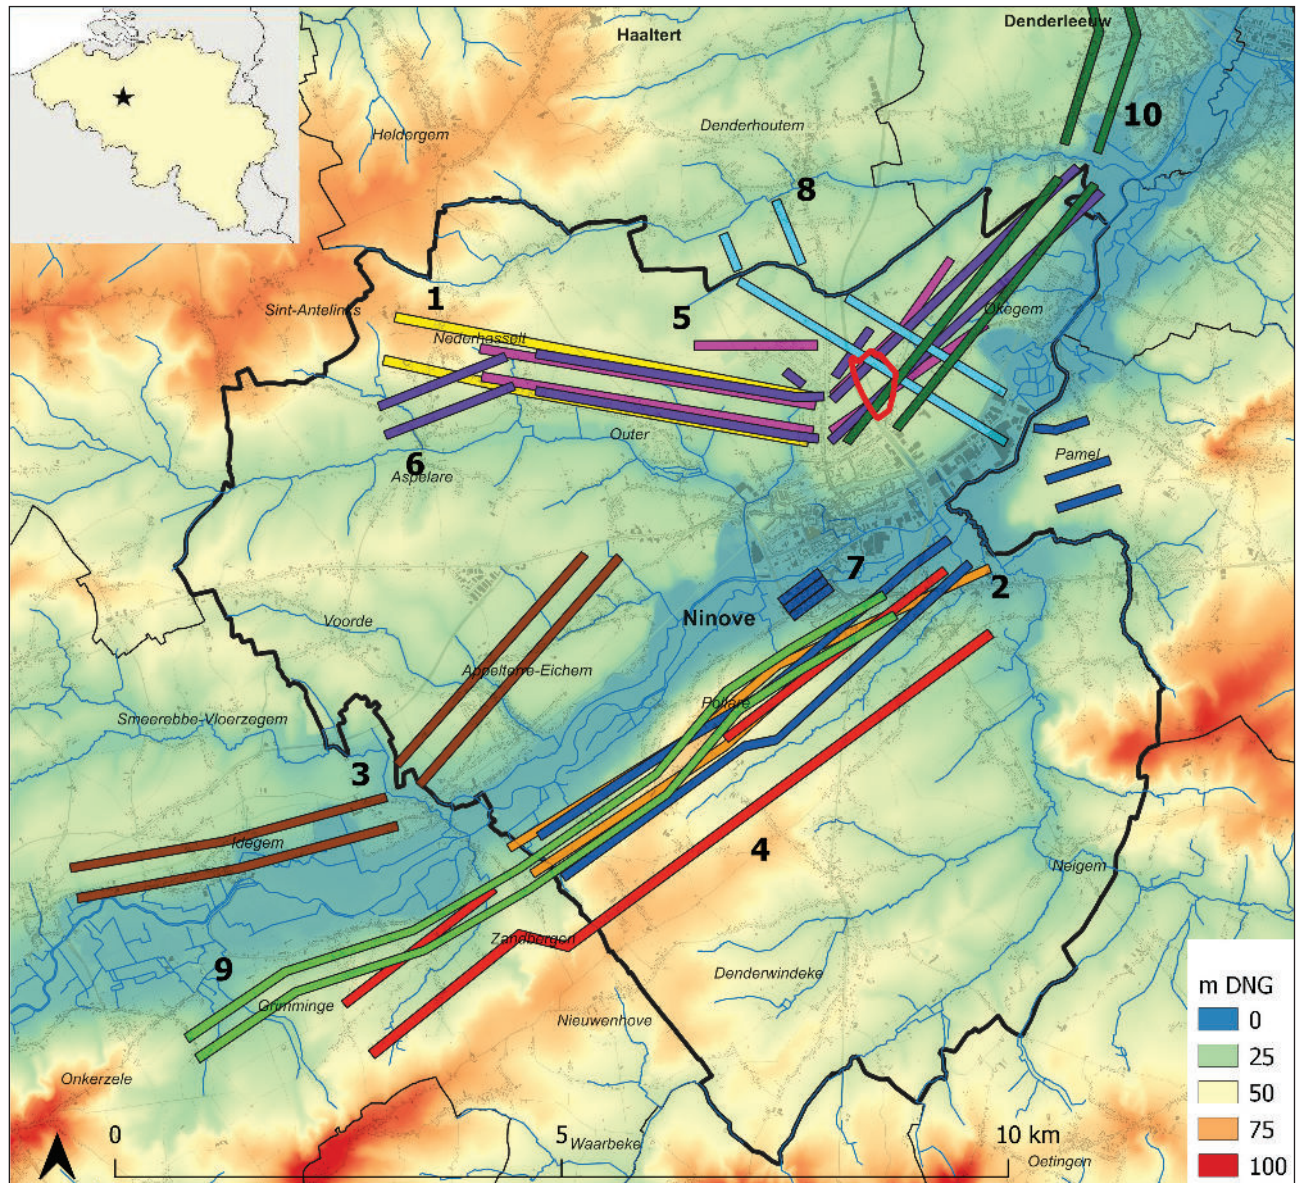 Haaltert
Denderleeuw
10
Heldergem
Denderhoutem
8
1
5
Sint-Antelinks
Okegem
Nederhasselt
Outer
6
Aspelare
Pamel
7
2
Ninove
Voorde
Appelterre-Eichem
Pollare
Smeerebbe-Vloerzegem
3
4
Idegem
Neigem
9
Zandbergen
Denderwindeke
Grimminge
Nieuwenhove
Onkerzele
Waarbeke
Oetingen
0 5 10 km
m DNG
0
25
50
75
100